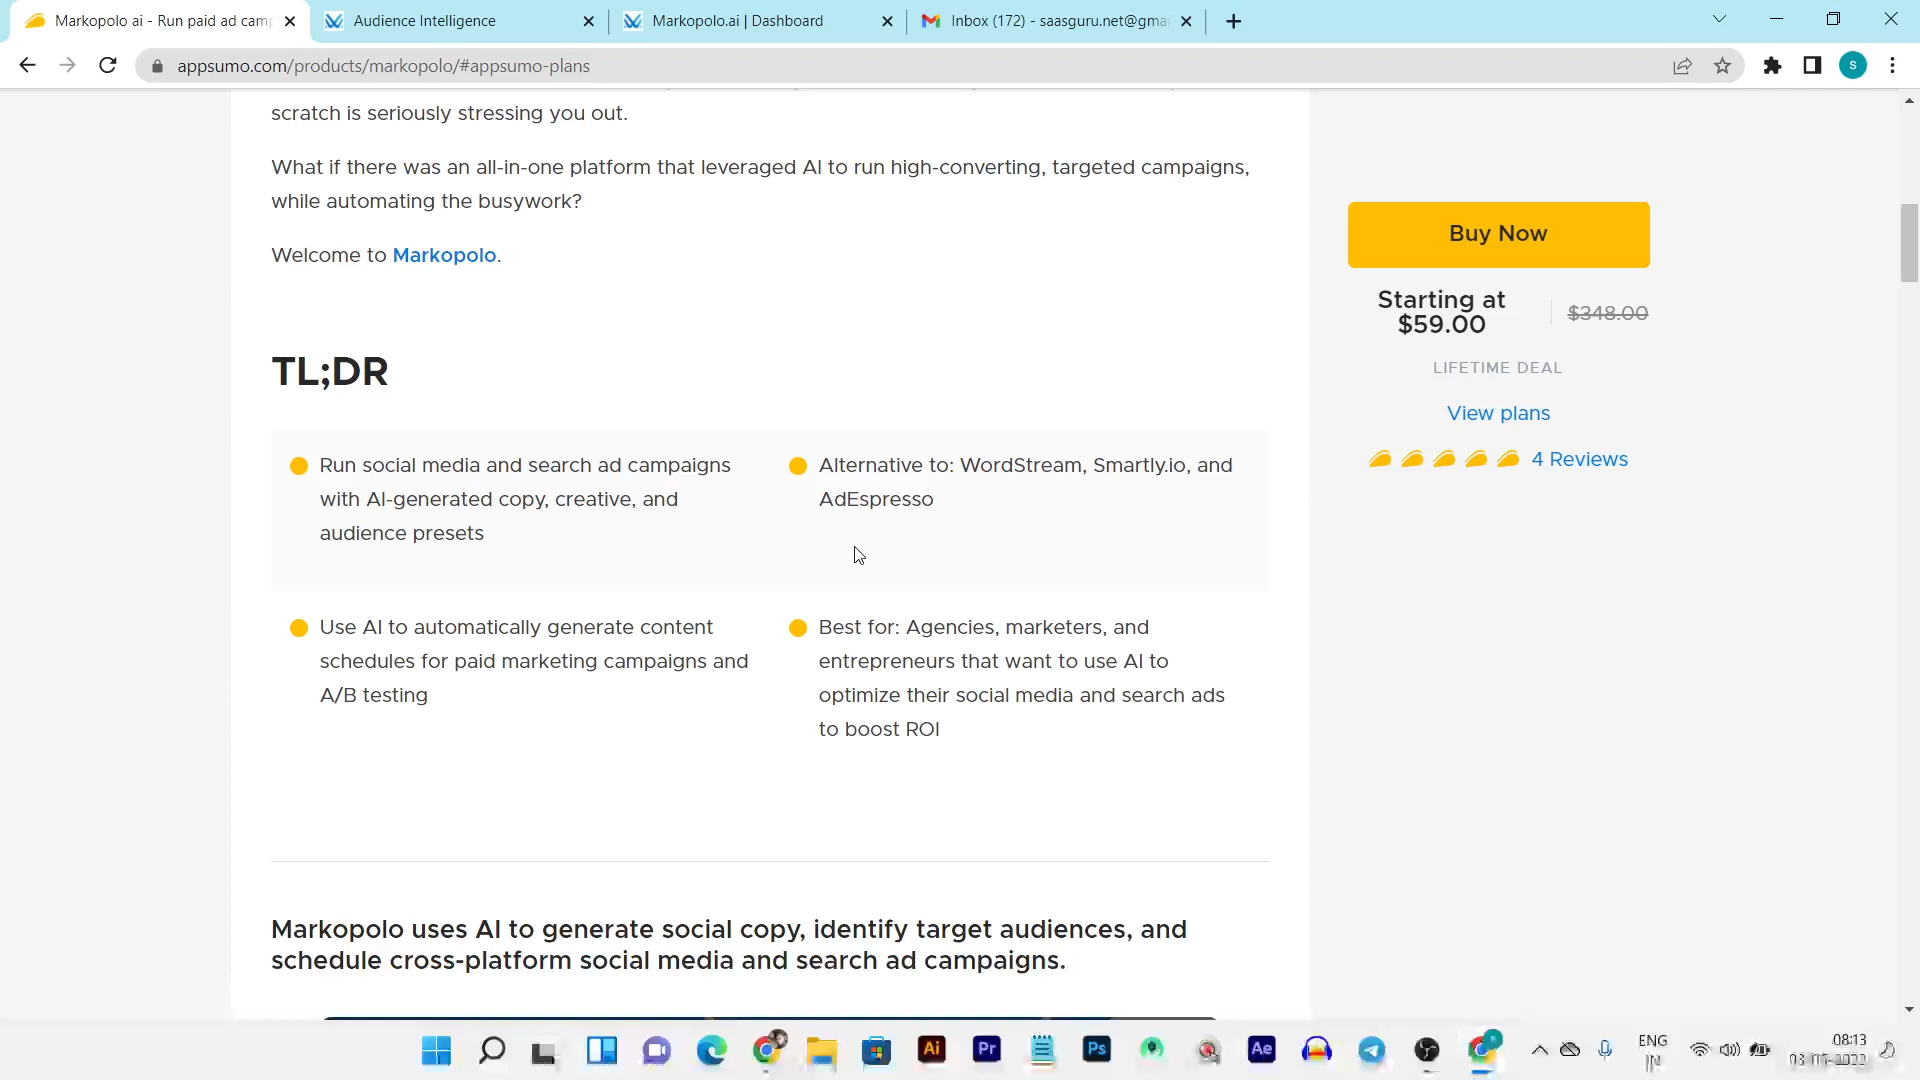 Markopolo ai - Run paid ad cam
Audience Intelligence
Markopolo.ai | Dashboard
Inbox (172) - saasguru.net@gma
appsumo.com/products/markopolo/#appsumo-plans
S
scratch is seriously stressing you out.
What if there was an all-in-one platform that leveraged AI to run high-converting, targeted campaigns,
while automating the busywork?
Welcome to Markopolo.
TL;DR
Run social media and search ad campaigns
with AI-generated copy, creative, and
audience presets
Alternative to: WordStream, Smartly.io, and
AdEspresso
Use AI to automatically generate content
schedules for paid marketing campaigns and
A/B testing
Best for: Agencies, marketers, and
entrepreneurs that want to use AI to
optimize their social media and search ads
to boost ROI
Markopolo uses AI to generate social copy, identify target audiences, and
schedule cross-platform social media and search ad campaigns.
Buy Now
Starting at
$59.00
$348.00
LIFETIME DEAL
View plans
4 Reviews
Ai
Pr
Ps
Ae
ENG
IN
08:13